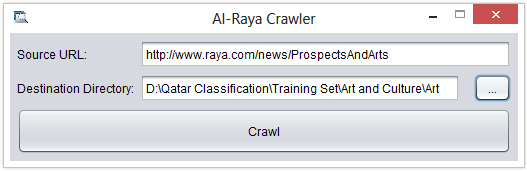 Al-Raya Crawler
Source URL: http://www.raya.com/news/ProspectsAndArts
Destination Directory: D:\Qatar Classification\Training Set\Art and Culture\Art ...
Crawl